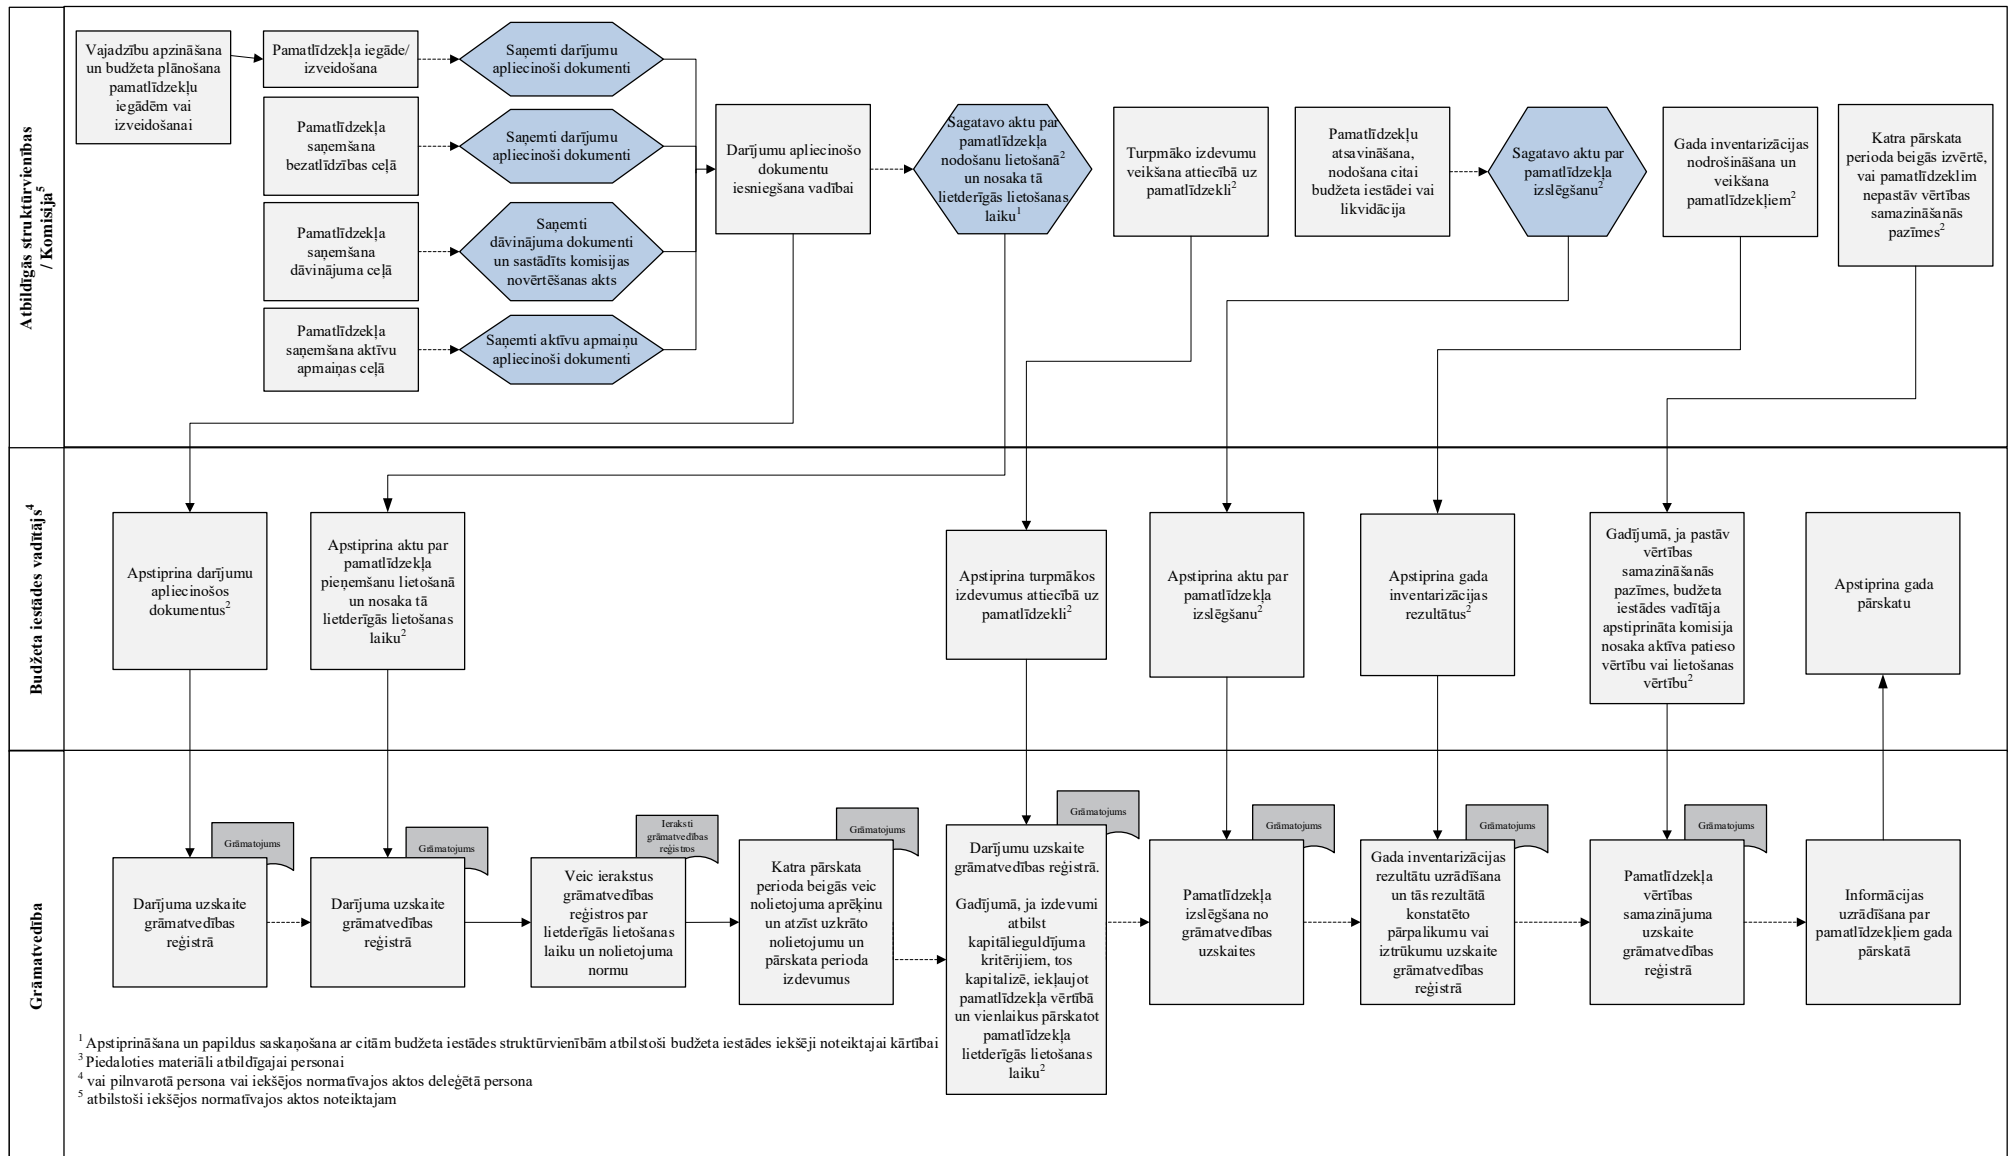 Atbildīgās struktūrvienības
/ Komisija⁵
Vajadzību apzināšana
un budžeta plānošana
pamatlīdzekļu
iegādēm vai
izveidošanai
Pamatlīdzekļa iegāde/
izveidošana
Saņemti darījumu
apliecinoši dokumenti
Pamatlīdzekļa
saņemšana
bezatlīdzības ceļā
Saņemti darījumu
apliecinoši dokumenti
Pamatlīdzekļa
saņemšana
dāvinājuma ceļā
Saņemti
dāvinājuma dokumenti
un sastādīts komisijas
novērtēšanas akts
Pamatlīdzekļa
saņemšana aktīvu
apmaiņas ceļā
Saņemti aktīvu apmaiņu
apliecinoši dokumenti
Darījumu apliecinošo
dokumentu
iesniegšana vadībai
Sagatavo aktu par
pamatlīdzekļa
nodošanu lietošanā²
un nosaka tā
lietderīgās lietošanas
laiku¹
Turpmāko izdevumu
veikšana attiecībā uz
pamatlīdzekli²
Pamatlīdzekļu
atsavināšana,
nodošana citai
budžeta iestādei vai
likvidācija
Sagatavo aktu par
pamatlīdzekļa
izslēgšanu²
Gada inventarizācijas
nodrošināšana un
veikšana
pamatlīdzekļiem²
Katra pārskata
perioda beigās izvērtē,
vai pamatlīdzeklim
nepastāv vērtības
samazināšanās
pazīmes²
Budžeta iestādes vadītājs⁴
Apstiprina darījumu
apliecinošos
dokumentus²
Apstiprina aktu par
pamatlīdzekļa
pieņemšanu lietošanā
un nosaka tā
lietderīgās lietošanas
laiku²
Apstiprina turpmākos
izdevumus attiecībā uz
pamatlīdzekli²
Apstiprina aktu par
pamatlīdzekļa
izslēgšanu²
Apstiprina gada
inventarizācijas
rezultātus²
Gadījumā, ja pastāv
vērtības
samazināšanās
pazīmes, budžeta
iestādes vadītāja
apstiprināta komisija
nosaka aktīva patieso
vērtību vai lietošanas
vērtību²
Apstiprina gada
pārskatu
Grāmatvedība
Grāmatojums
Darījuma uzskaite
grāmatvedības
reģistrā
Grāmatojums
Darījuma uzskaite
grāmatvedības
reģistrā
Ieraksti
grāmatvedības
reģistros
Veic ierakstus
grāmatvedības
reģistros par
lietderīgās lietošanas
laiku un nolietojuma
normu
Grāmatojums
Katra pārskata
perioda beigās veic
nolietojuma aprēķinu
un atzīst uzkrāto
nolietojumu un
pārskata perioda
izdevumus
Grāmatojums
Darījumu uzskaite
grāmatvedības reģistrā.
Gadījumā, ja izdevumi
atbilst
kapitālieguldījuma
kritērijiem, tos
kapitalizē, iekļaujot
pamatlīdzekļa vērtībā
un vienlaikus pārskatot
pamatlīdzekļa
lietderīgās lietošanas
laiku²
Grāmatojums
Pamatlīdzekļa
izslēgšana no
grāmatvedības
uzskaites
Grāmatojums
Gada inventarizācijas
rezultātu uzrādīšana
un tās rezultātā
konstatēto
pārpalikumu vai
iztrūkumu uzskaite
grāmatvedības
reģistrā
Grāmatojums
Pamatlīdzekļa
vērtības
samazinājuma
uzskaite
grāmatvedības
reģistrā
Informācijas
uzrādīšana par
pamatlīdzekļiem gada
pārskatā
¹ Apstiprināšana un papildus saskaņošana ar citām budžeta iestādes struktūrvienībām atbilstoši budžeta iestādes iekšēji noteiktajai kārtībai
³ Piedaloties materiāli atbildīgajai personai
⁴ vai pilnvarotā persona vai iekšējos normatīvajos aktos deleģētā persona
⁵ atbilstoši iekšējos normatīvajos aktos noteiktajam